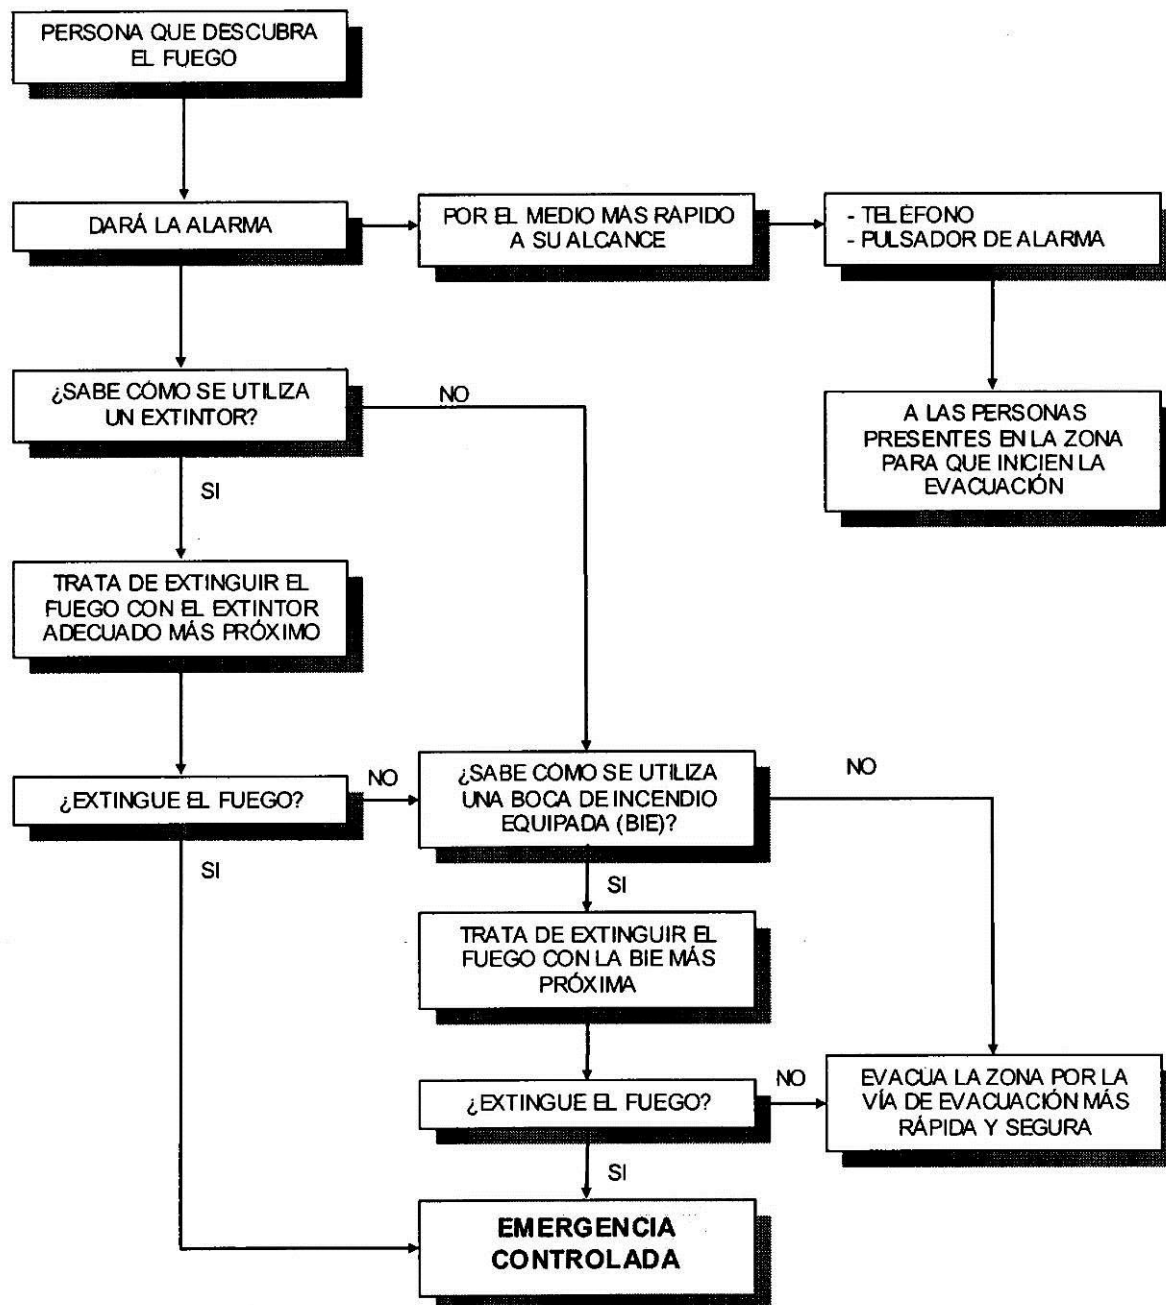 PERSONA QUE DESCUBRA
EL FUEGO
DARÁ LA ALARMA
POR EL MEDIO MÁS RÁPIDO
A SU ALCANCE
- TELÉFONO
- PULSADOR DE ALARMA
¿SABE CÓMO SE UTILIZA
UN EXTINTOR?
NO
A LAS PERSONAS
PRESENTES EN LA ZONA
PARA QUE INICIEN LA
EVACUACIÓN
SI
TRATA DE EXTINGUIR EL
FUEGO CON EL EXTINTOR
ADECUADO MÁS PRÓXIMO
¿EXTINGUE EL FUEGO?
NO
¿SABE CÓMO SE UTILIZA
UNA BOCA DE INCENDIO
EQUIPADA (BIE)?
NO
SI
SI
TRATA DE EXTINGUIR EL
FUEGO CON LA BIE MÁS
PRÓXIMA
¿EXTINGUE EL FUEGO?
NO
EVACÚA LA ZONA POR LA
VÍA DE EVACUACIÓN MÁS
RÁPIDA Y SEGURA
SI
EMERGENCIA
CONTROLADA